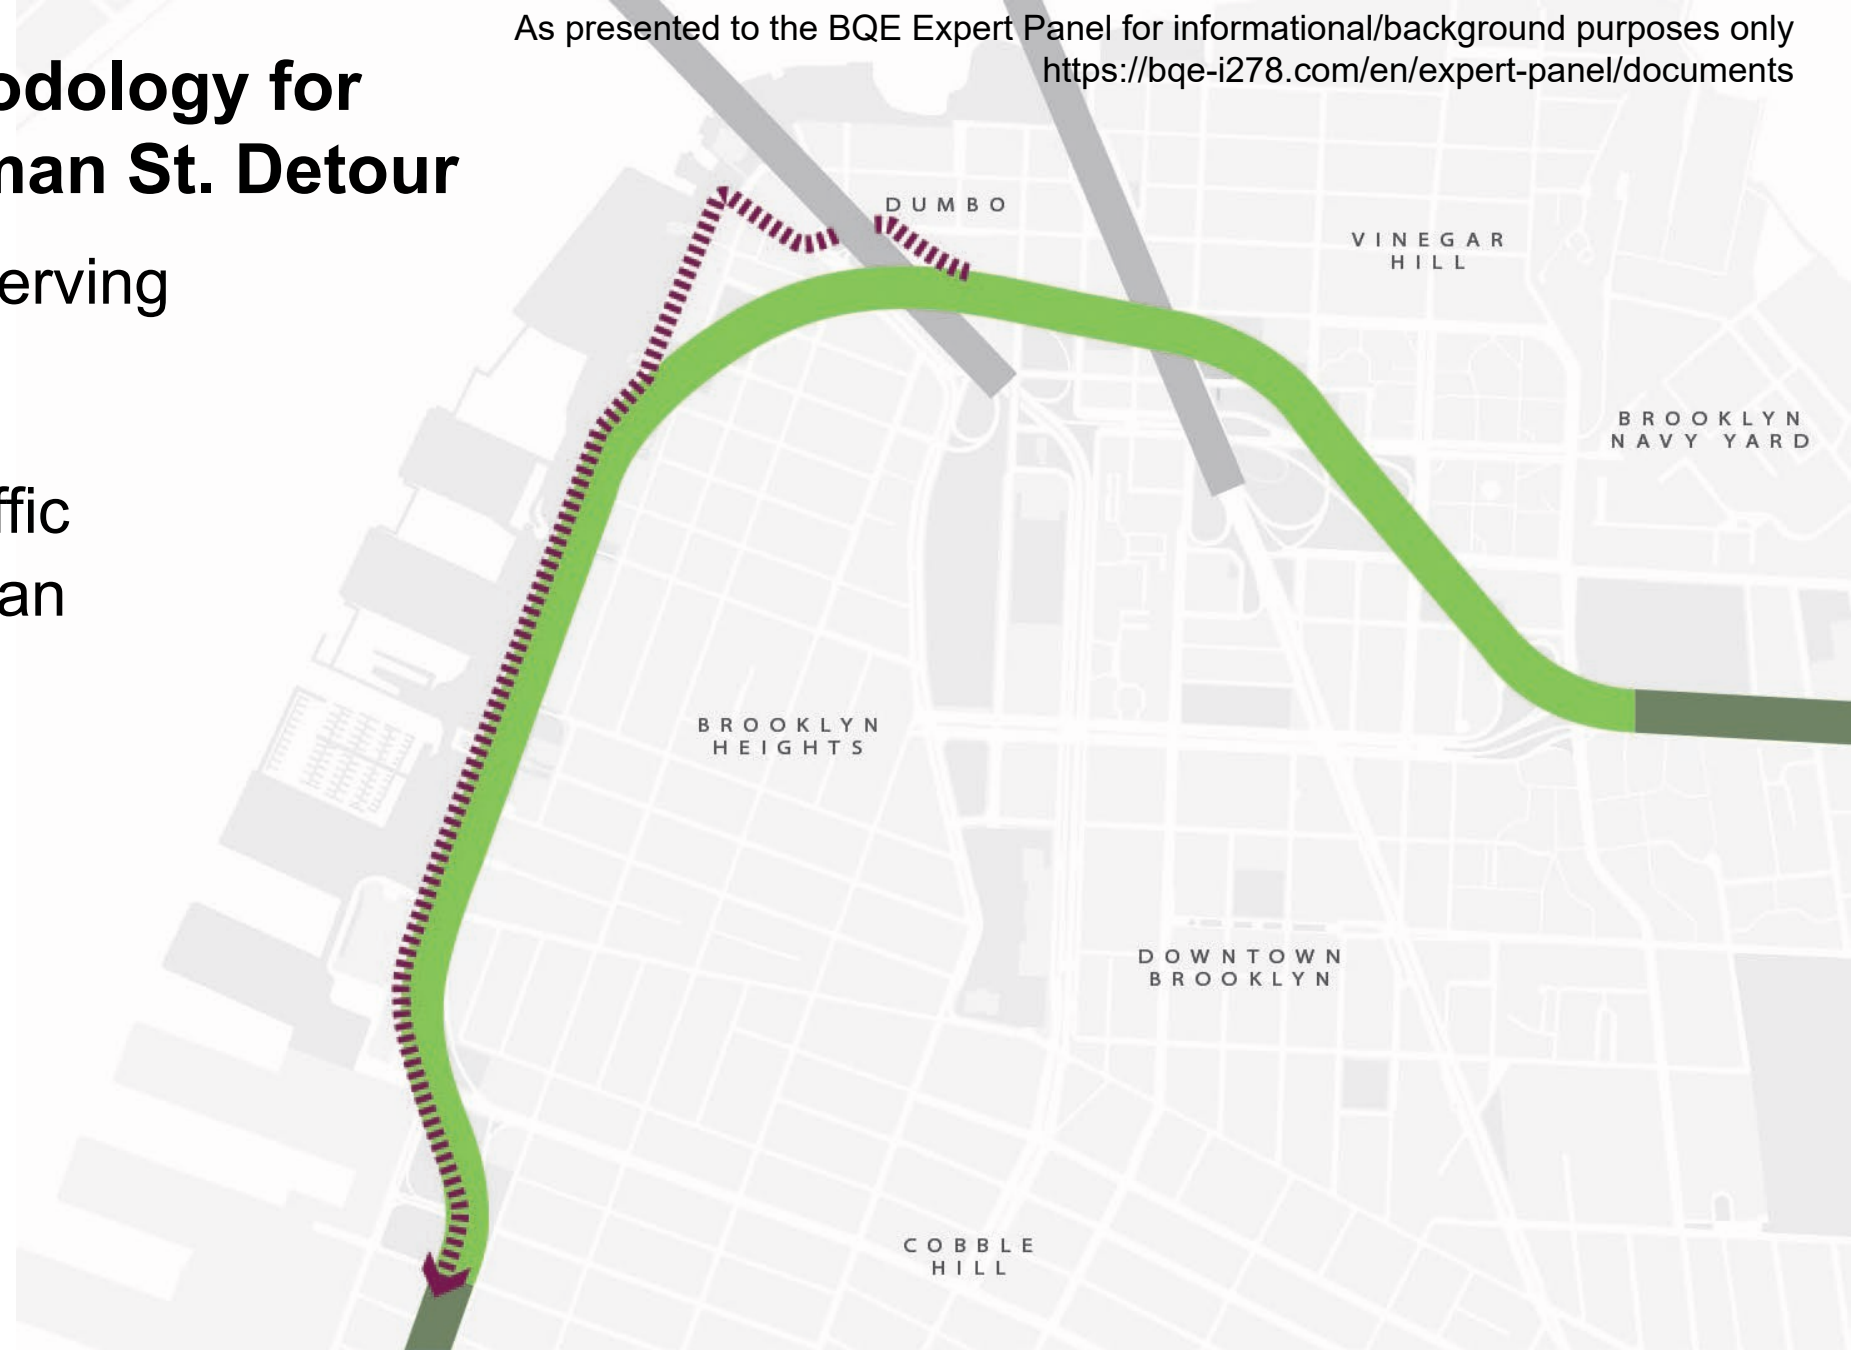 As presented to the BQE Expert Panel for informational/background purposes only
https://bqe-i278.com/en/expert-panel/documents
odology for
man St. Detour
erving
ffic
an
DUMBO
VINEGAR
HILL
BROOKLYN
NAVY YARD
BROOKLYN
HEIGHTS
DOWNTOWN
BROOKLYN
COBBLE
HILL